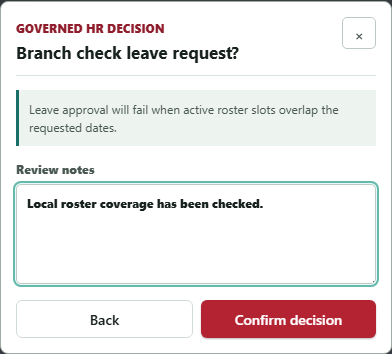 GOVERNED HR DECISION
Branch check leave request?
×
Leave approval will fail when active roster slots overlap the
requested dates.
Review notes
Local roster coverage has been checked.
Back
Confirm decision